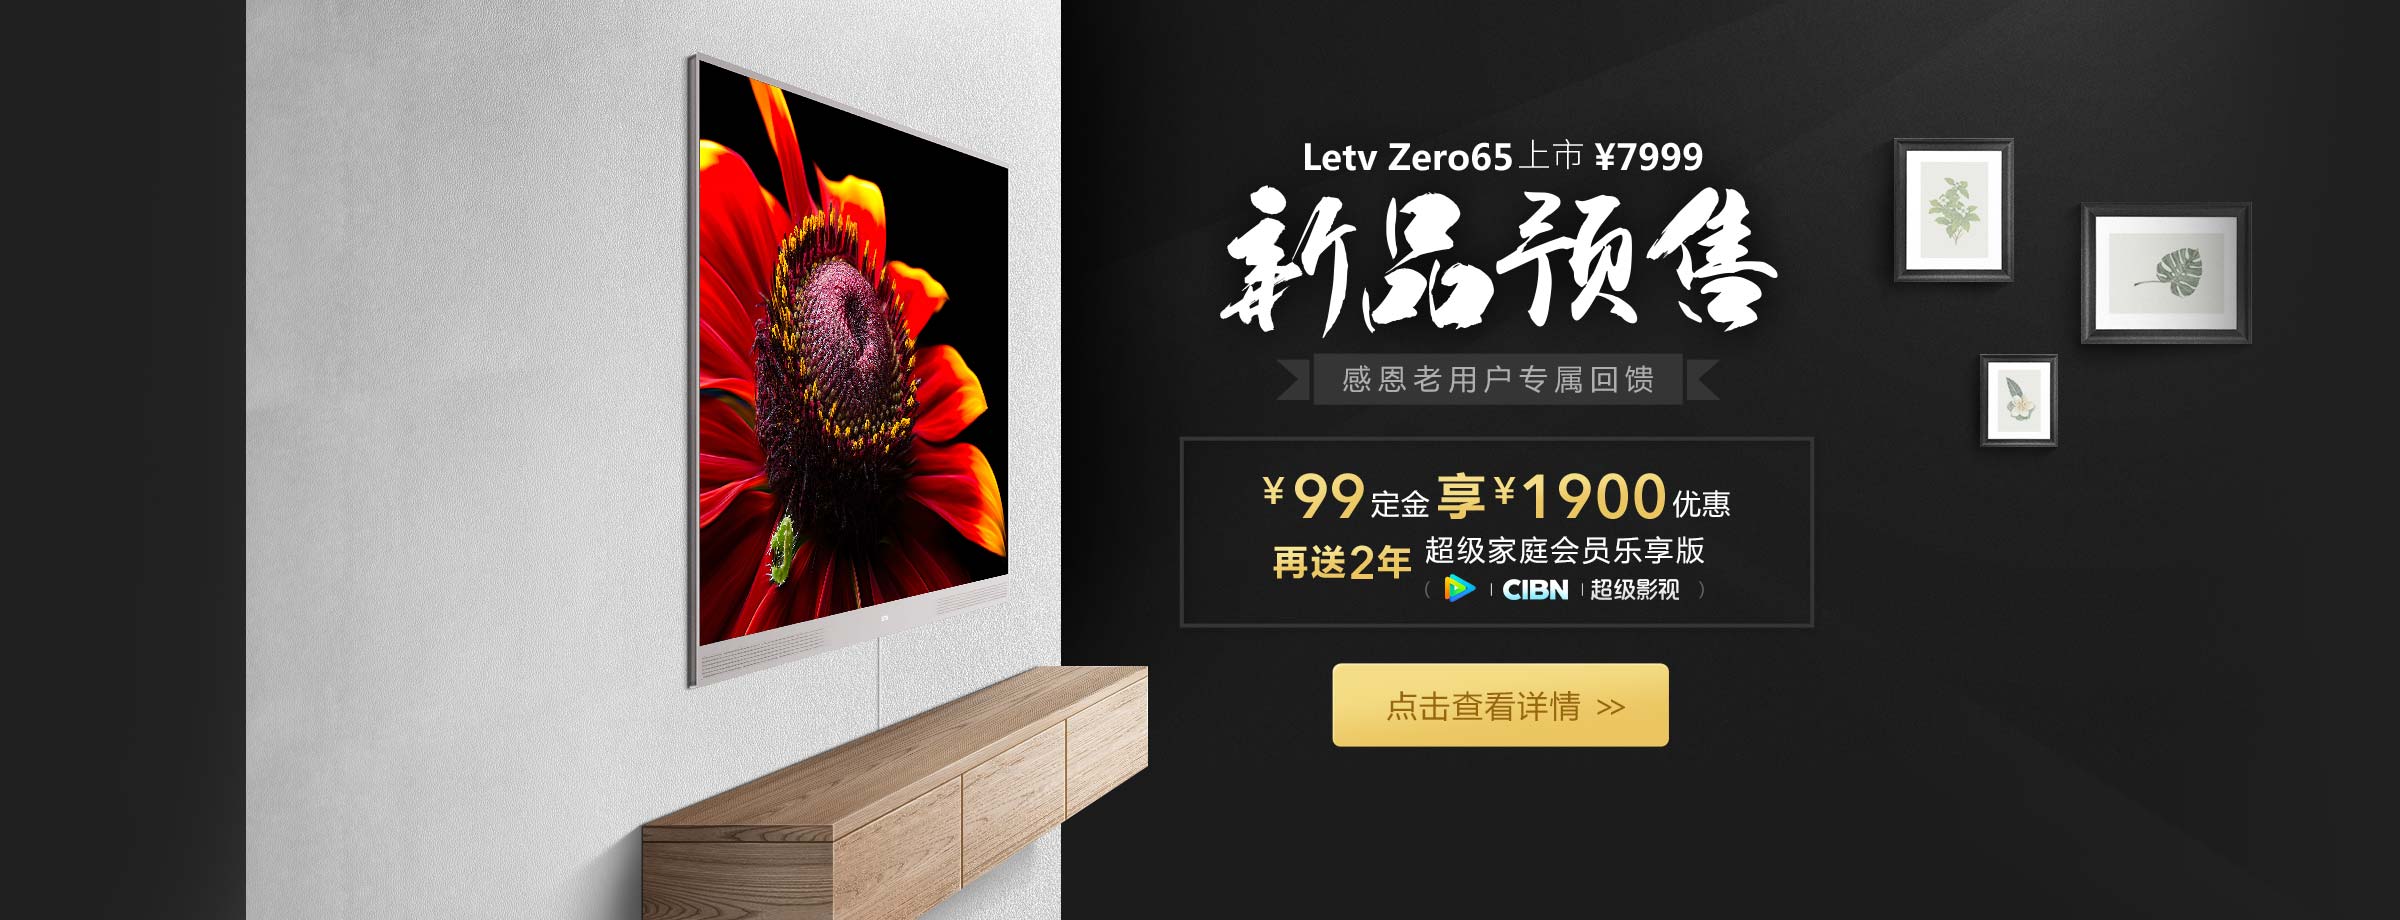 Letv Zero65上市 ¥7999
新品预售
感恩老用户专属回馈
¥99定金享¥1900优惠
再送2年 超级家庭会员乐享版
( | CIBN | 超级影视 )
点击查看详情 >>